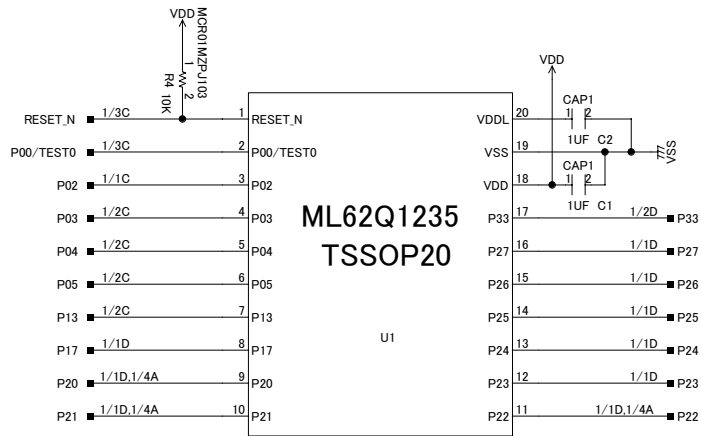 VDD
MCR01MZPJ103
1
R4 10K
2
VDD
CAP1
RESET_N 1/3C 1 RESET_N VDDL 20 1 2
1UF C2
P00/TEST0 1/3C 2 P00/TEST0 VSS 19 VSS
CAP1
P02 1/1C 3 P02 VDD 18 1 2
1UF C1
P03 1/2C 4 P03 ML62Q1235 P33 17 1/2D P33
P04 1/2C 5 P04 TSSOP20 P27 16 1/1D P27
P05 1/2C 6 P05 P26 15 1/1D P26
P13 1/2C 7 P13 P25 14 1/1D P25
U1
P17 1/1D 8 P17 P24 13 1/1D P24
P20 1/1D,1/4A 9 P20 P23 12 1/1D P23
P21 1/1D,1/4A 10 P21 P22 11 1/1D,1/4A P22